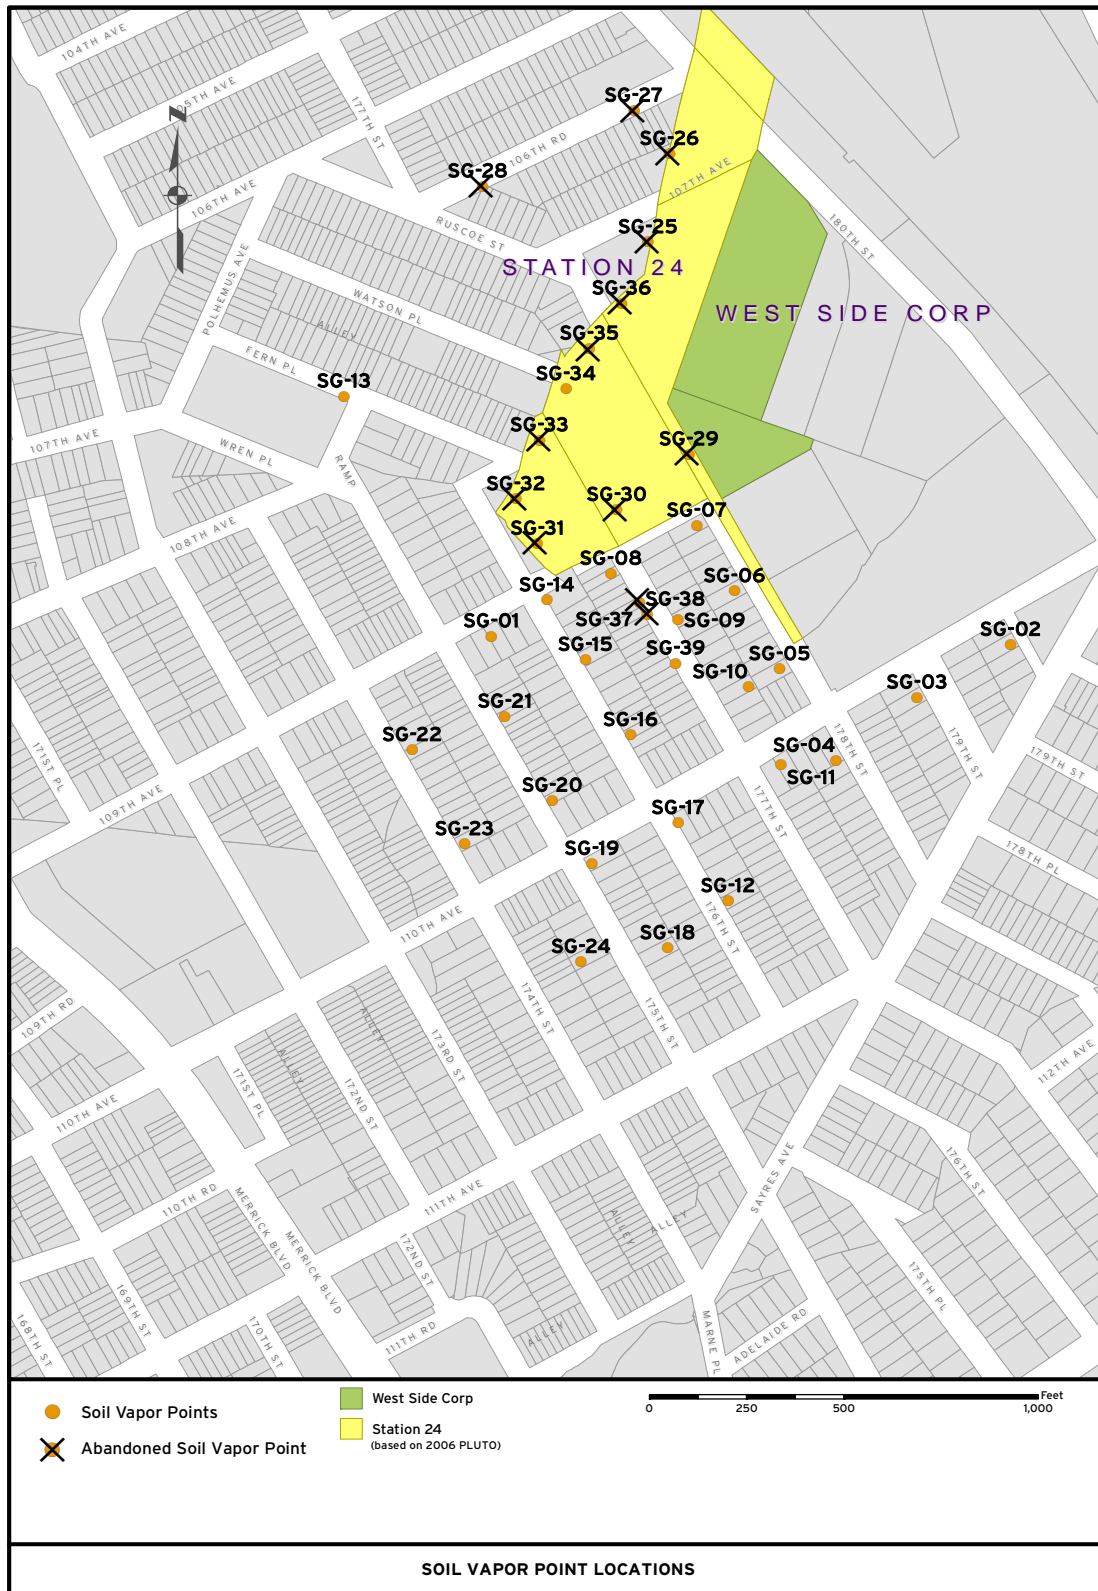 104TH AVE
105TH AVE
177TH ST
Z
SG-27
SG-26
106TH RD
SG-28
107TH AVE
106TH AVE
RUSCOE ST
SG-25
180TH ST
STATION 24
POLHEMUS AVE
WATSON PL
SG-36
WEST SIDE CORP
ALLEY
SG-35
FERN PL
SG-34
SG-13
SG-33
107TH AVE
WREN PL
RAMP
SG-29
SG-32
SG-30
SG-07
108TH AVE
SG-31
SG-08
SG-14
SG-06
SG-38
SG-37
SG-09
SG-01
SG-02
SG-15
SG-39
SG-05
SG-10
SG-03
SG-21
SG-16
SG-22
171ST PL
178TH ST
179TH ST
179TH ST
SG-04
SG-11
109TH AVE
SG-20
177TH ST
SG-17
SG-23
SG-19
178TH PL
SG-12
110TH AVE
176TH ST
SG-18
SG-24
109TH RD
ALLEY
174TH ST
175TH ST
173RD ST
ALLEY
112TH AVE
171ST PL
172ND ST
110TH AVE
SAYRES AVE
176TH ST
110TH RD
111TH AVE
MERRICK BLVD
MERRICK BLVD
ALLEY
ALLEY
172ND ST
175TH PL
169TH ST
168TH ST
170TH ST
111TH RD
ALLEY
MARNE PL
ADELAIDE RD
Soil Vapor Points
Abandoned Soil Vapor Point
West Side Corp
Station 24
(based on 2006 PLUTO)
Feet
0 250 500 1,000
SOIL VAPOR POINT LOCATIONS